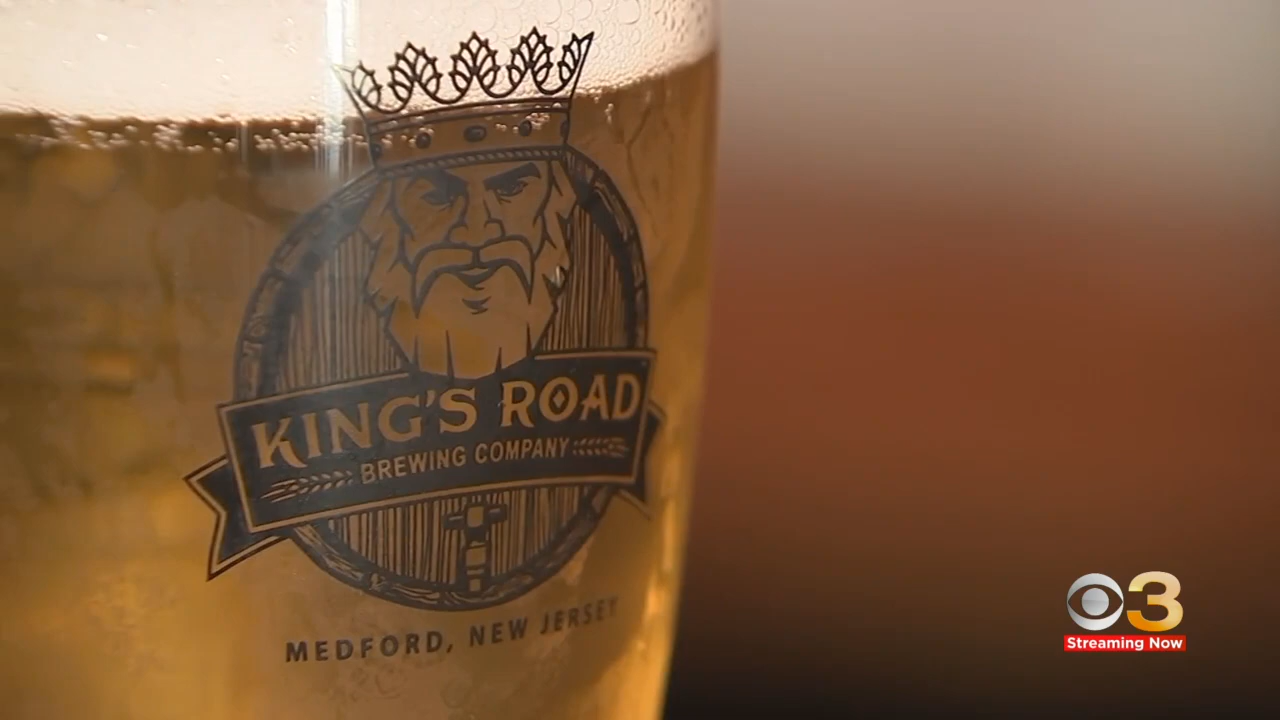 KING'S ROAD
BREWING COMPANY
MEDFORD, NEW JERSEY
3
Streaming Now